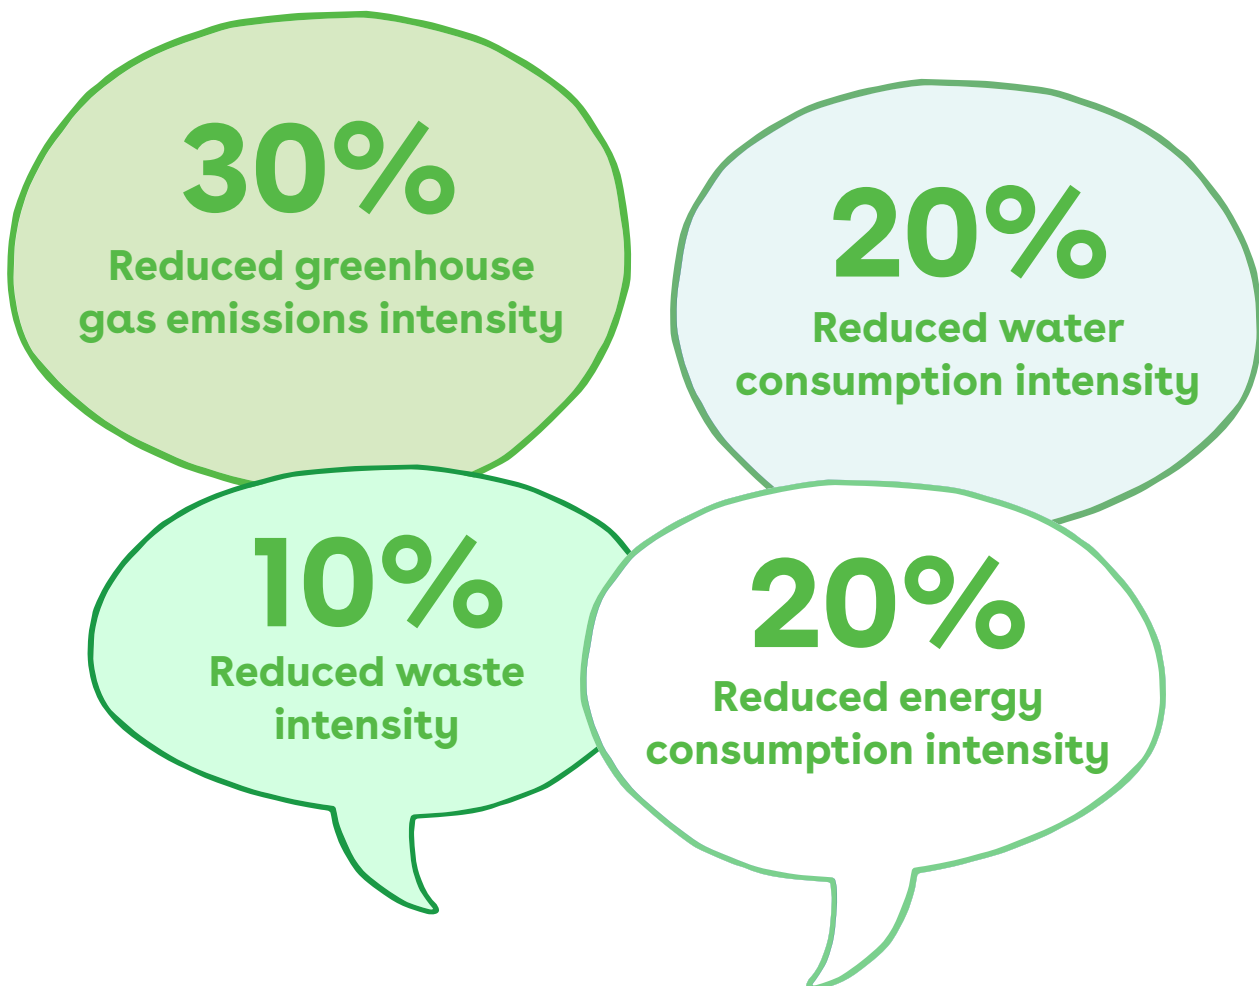 30%
Reduced greenhouse
gas emissions intensity
20%
Reduced water
consumption intensity
10%
Reduced waste
intensity
20%
Reduced energy
consumption intensity